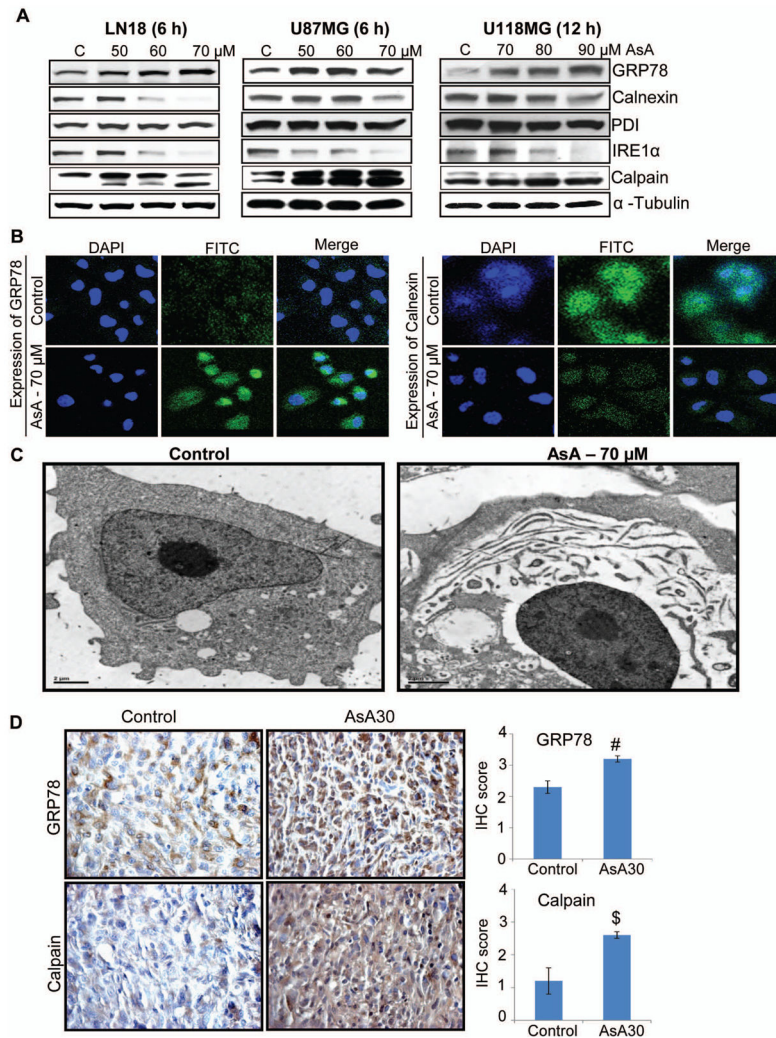 A
LN18 (6 h)
C 50 60 70 µM
U87MG (6 h)
C 50 60 70 µM
U118MG (12 h)
C 70 80 90 µM AsA
GRP78
Calnexin
PDI
IRE1α
Calpain
α -Tubulin
B
Expression of GRP78
Control
AsA - 70 µM
DAPI FITC Merge
Expression of Calnexin
Control
AsA - 70 µM
DAPI FITC Merge
C
Control
2 µm
AsA – 70 µM
D
Control AsA30
GRP78
Calpain
GRP78
IHC score
4
3
2
1
0
#
Control AsA30
Calpain
IHC score
4
3
2
1
0
$
Control AsA30